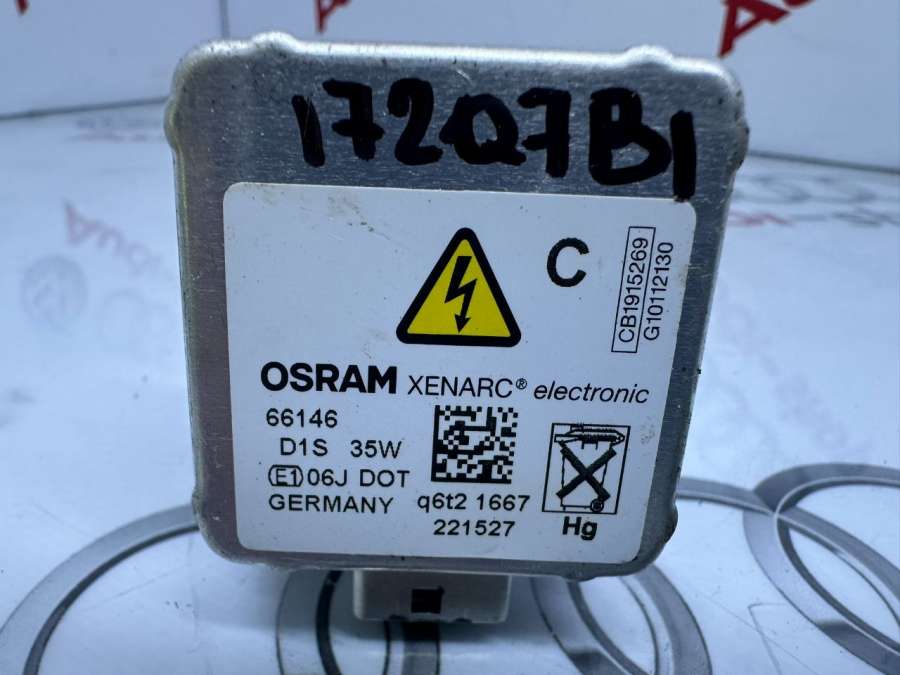 17207B1
C
CB1915269
G10112130
OSRAM XENARC® electronic
66146
D1S 35W
E1 06J DOT
GERMANY
q6t2 1667
221527
Hg